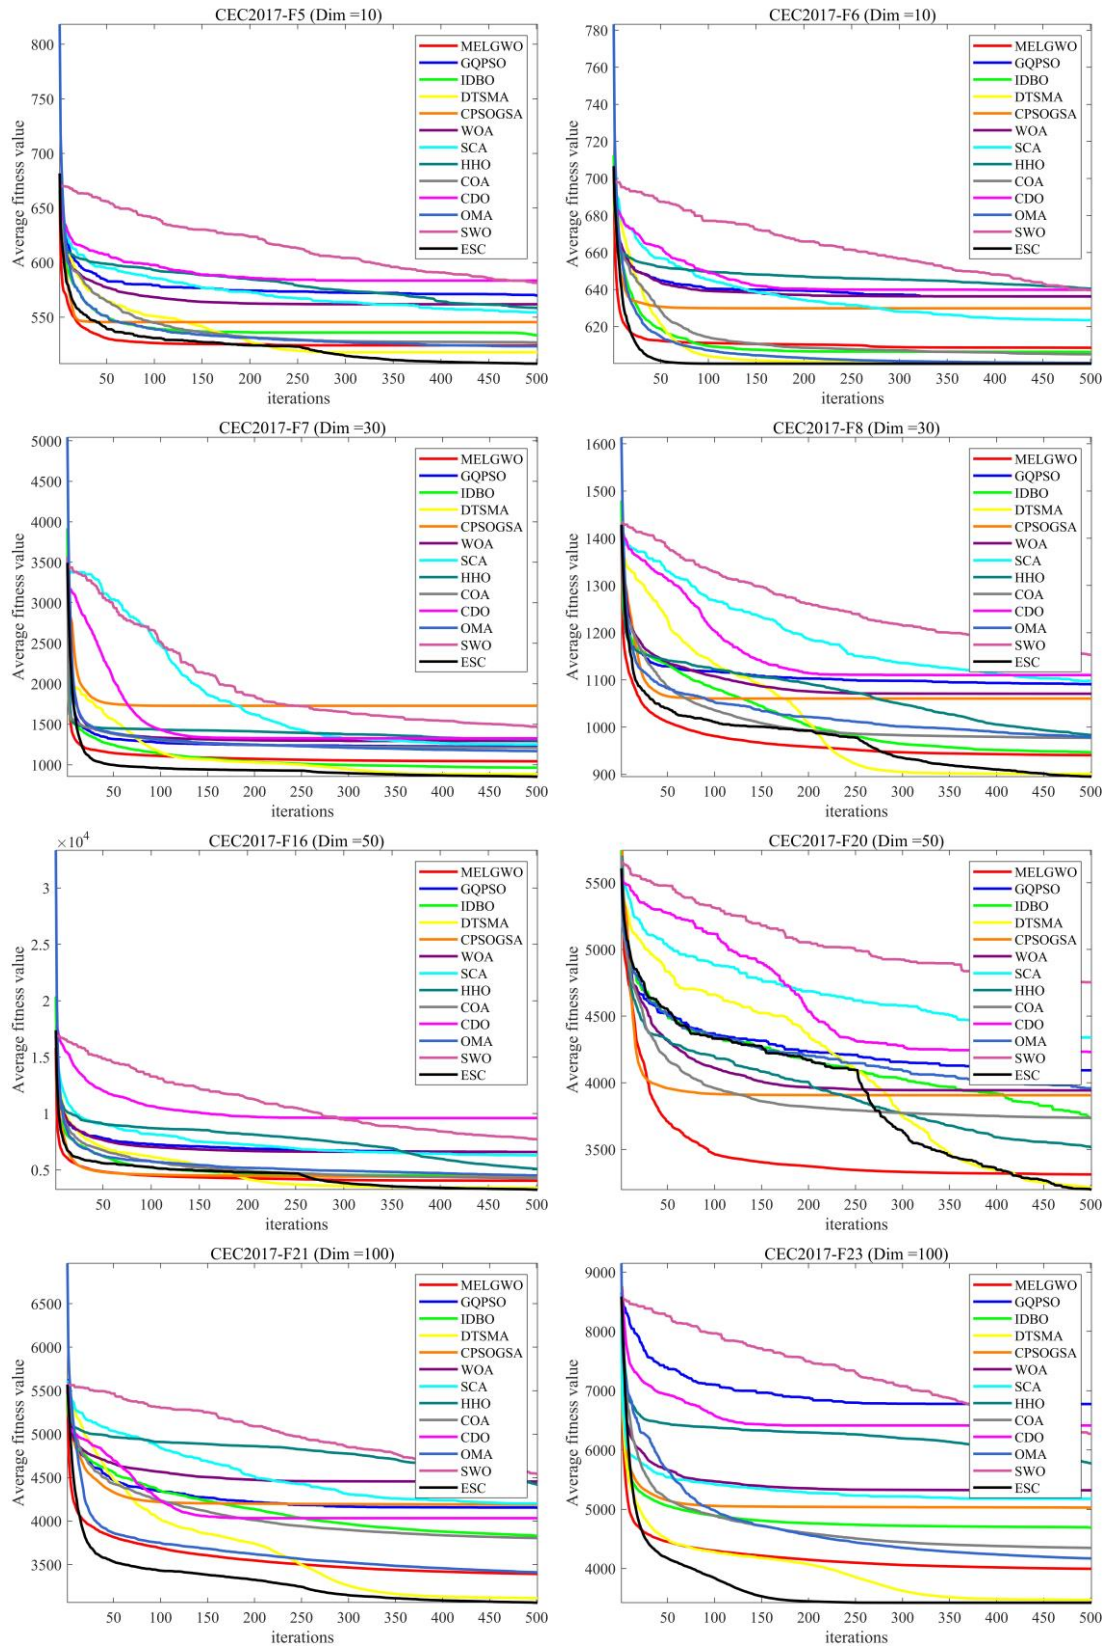 CEC2017-F5 (Dim =10)
800
750
700
650
600
550
Average fitness value
50 100 150 200 250 300 350 400 450 500
iterations
MELGWO
GQPSO
IDBO
DTSMA
CPSOGSA
WOA
SCA
HHO
COA
CDO
OMA
SWO
ESC
CEC2017-F6 (Dim =10)
780
760
740
720
700
680
660
640
620
Average fitness value
50 100 150 200 250 300 350 400 450 500
iterations
MELGWO
GQPSO
IDBO
DTSMA
CPSOGSA
WOA
SCA
HHO
COA
CDO
OMA
SWO
ESC
CEC2017-F7 (Dim =30)
5000
4500
4000
3500
3000
2500
2000
1500
1000
Average fitness value
50 100 150 200 250 300 350 400 450 500
iterations
MELGWO
GQPSO
IDBO
DTSMA
CPSOGSA
WOA
SCA
HHO
COA
CDO
OMA
SWO
ESC
CEC2017-F8 (Dim =30)
1600
1500
1400
1300
1200
1100
1000
900
Average fitness value
50 100 150 200 250 300 350 400 450 500
iterations
MELGWO
GQPSO
IDBO
DTSMA
CPSOGSA
WOA
SCA
HHO
COA
CDO
OMA
SWO
ESC
CEC2017-F16 (Dim =50)
×10^4
3
2.5
2
1.5
1
0.5
Average fitness value
50 100 150 200 250 300 350 400 450 500
iterations
MELGWO
GQPSO
IDBO
DTSMA
CPSOGSA
WOA
SCA
HHO
COA
CDO
OMA
SWO
ESC
CEC2017-F20 (Dim =50)
5500
5000
4500
4000
3500
Average fitness value
50 100 150 200 250 300 350 400 450 500
iterations
MELGWO
GQPSO
IDBO
DTSMA
CPSOGSA
WOA
SCA
HHO
COA
CDO
OMA
SWO
ESC
CEC2017-F21 (Dim =100)
6500
6000
5500
5000
4500
4000
3500
Average fitness value
50 100 150 200 250 300 350 400 450 500
iterations
MELGWO
GQPSO
IDBO
DTSMA
CPSOGSA
WOA
SCA
HHO
COA
CDO
OMA
SWO
ESC
CEC2017-F23 (Dim =100)
9000
8000
7000
6000
5000
4000
Average fitness value
50 100 150 200 250 300 350 400 450 500
iterations
MELGWO
GQPSO
IDBO
DTSMA
CPSOGSA
WOA
SCA
HHO
COA
CDO
OMA
SWO
ESC